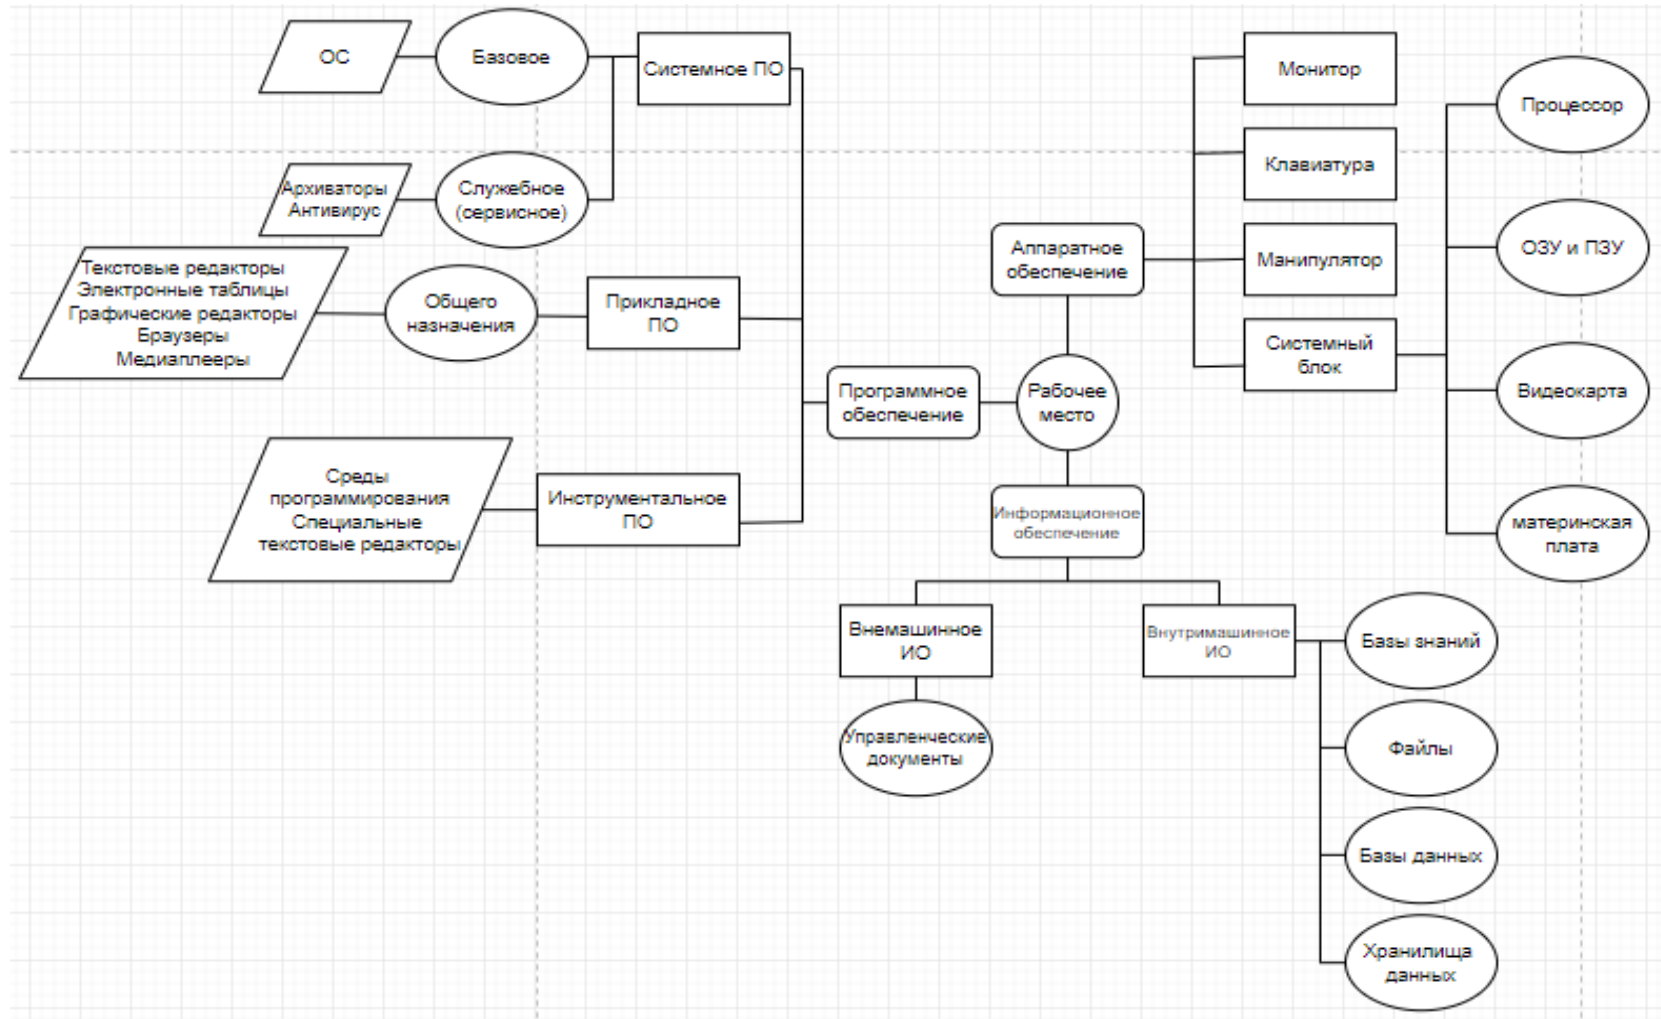 ОС
Базовое
Системное ПО
Архиваторы
Антивирус
Служебное
(сервисное)
Текстовые редакторы
Электронные таблицы
Графические редакторы
Браузеры
Медиаплееры
Общего
назначения
Прикладное
ПО
Среды
программирования
Специальные
текстовые редакторы
Инструментальное
ПО
Программное
обеспечение
Рабочее
место
Аппаратное
обеспечение
Монитор
Клавиатура
Манипулятор
Системный
блок
Процессор
ОЗУ и ПЗУ
Видеокарта
материнская
плата
Информационное
обеспечение
Внемашинное
ИО
Управленческие
документы
Внутримашинное
ИО
Базы знаний
Файлы
Базы данных
Хранилища
данных